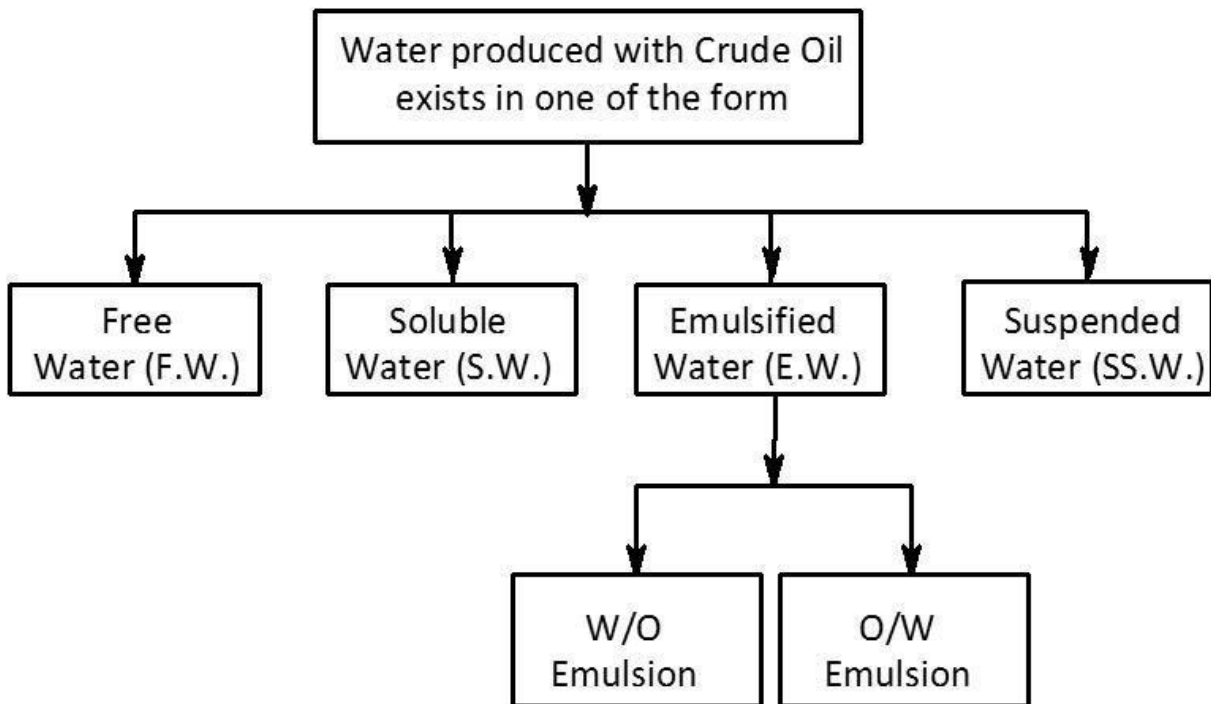 Water produced with Crude Oil
exists in one of the form
Free
Water (F.W.)
Soluble
Water (S.W.)
Emulsified
Water (E.W.)
Suspended
Water (SS.W.)
W/O
Emulsion
O/W
Emulsion